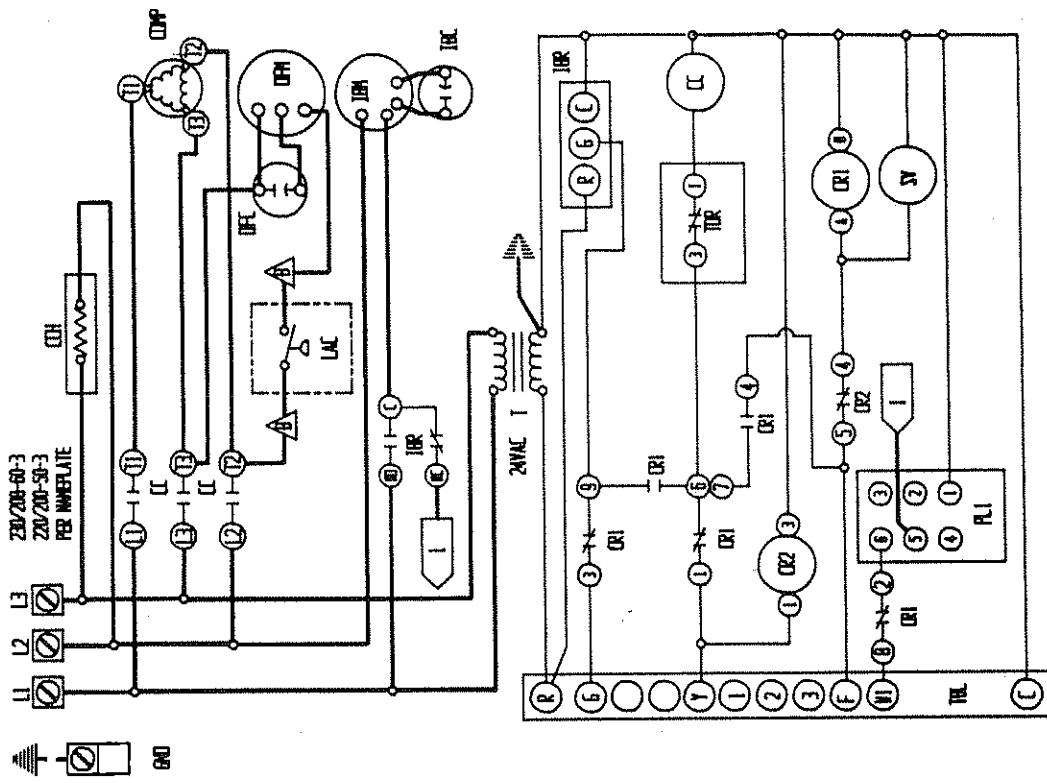 COMP
T1
T2
T3
CCH
230/208-60-3
220/200-50-3
PER NAMEPLATE
OFM
OFC
IBM
IBC
L1
T1
CC
L3
T3
CC
L2
T2
B
LAC
B
C
IBR
NC
1
L3
L2
L1
GND
24VAC
T
IBR
R
G
C
CC
3
TDR
1
R
G
3
CR1
9
CR1
Y
1
CR1
6
7
CR1
4
1
CR2
3
1
2
3
F
5
CR2
4
A
CR1
B
SV
W1
8
CR1
2
6
3
5
2
4
1
PL1
1
TBL
C